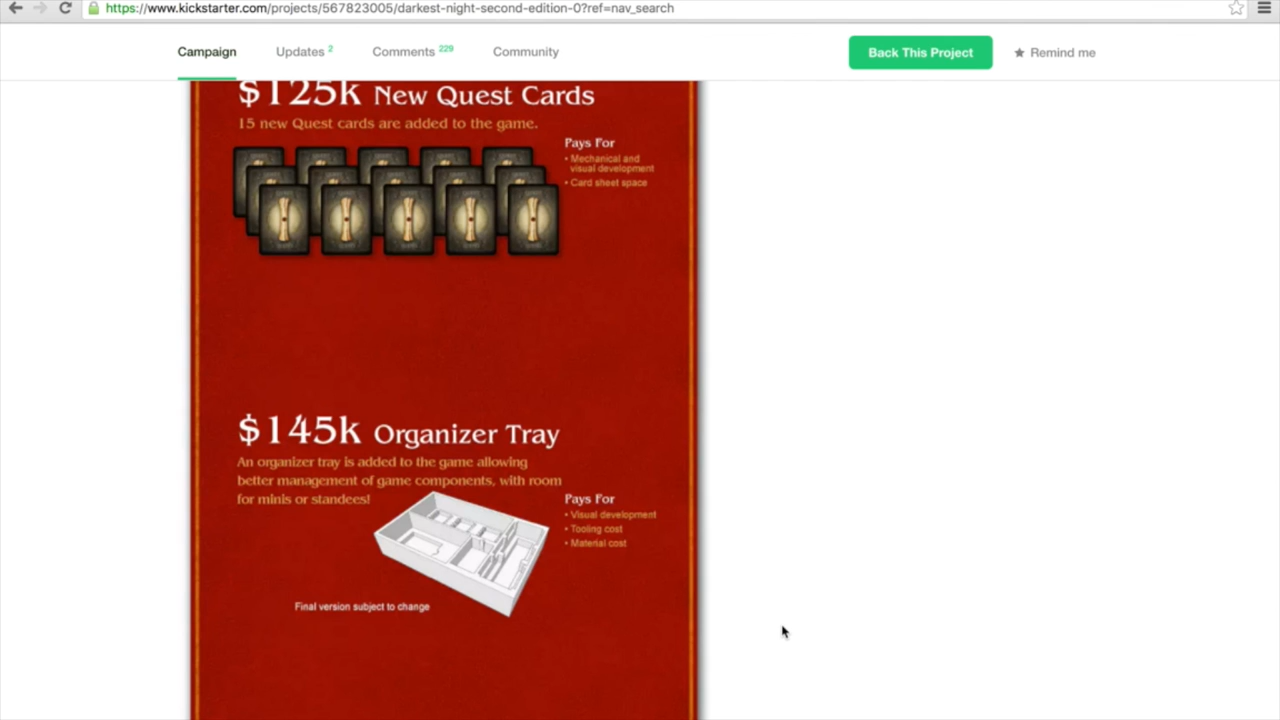 https://www.kickstarter.com/projects/567823005/darkest-night-second-edition-0?ref=nav_search
Campaign
Updates 2
Comments 229
Community
Back This Project
Remind me
$125k New Quest Cards
15 new Quest cards are added to the game.
Pays For
• Mechanical and
visual development
• Card sheet space
$145k Organizer Tray
An organizer tray is added to the game allowing
better management of game components, with room
for minis or standees!
Pays For
• Visual development
• Tooling cost
• Material cost
Final version subject to change